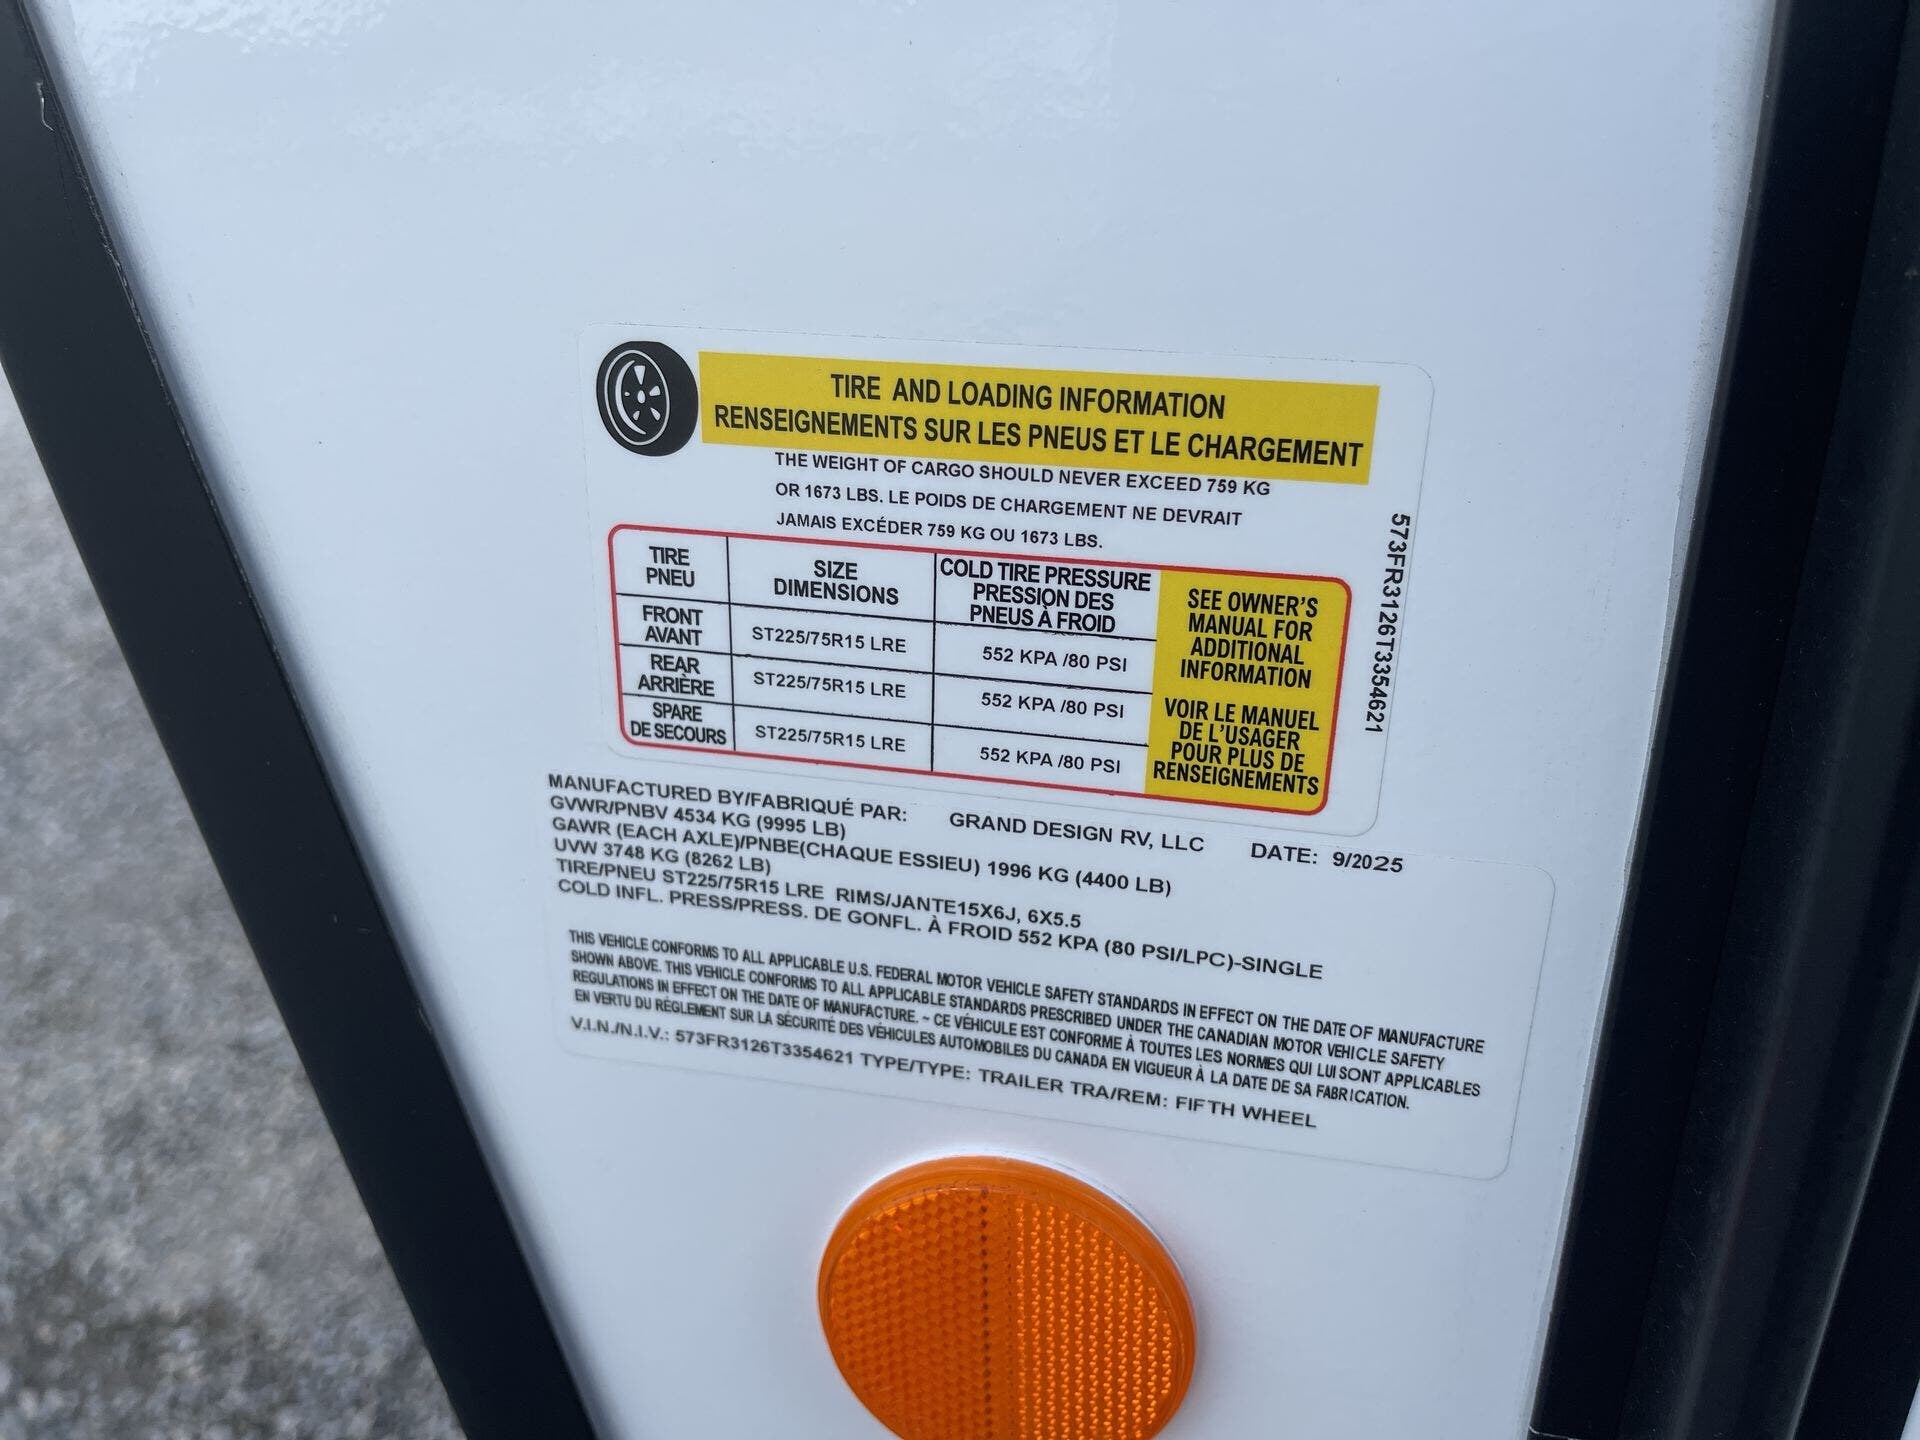 TIRE AND LOADING INFORMATION
RENSEIGNEMENTS SUR LES PNEUS ET LE CHARGEMENT
THE WEIGHT OF CARGO SHOULD NEVER EXCEED 759 KG
OR 1673 LBS. LE POIDS DE CHARGEMENT NE DEVRAIT
JAMAIS EXCÉDER 759 KG OU 1673 LBS.
TIRE
PNEU
SIZE
DIMENSIONS
COLD TIRE PRESSURE
PRESSION DES
PNEUS À FROID
FRONT
AVANT
ST225/75R15 LRE
552 KPA /80 PSI
REAR
ARRIÈRE
ST225/75R15 LRE
552 KPA /80 PSI
SPARE
DE SECOURS
ST225/75R15 LRE
552 KPA /80 PSI
SEE OWNER'S
MANUAL FOR
ADDITIONAL
INFORMATION
VOIR LE MANUEL
DE L'USAGER
POUR PLUS DE
RENSEIGNEMENTS
573FR3126T3354621
MANUFACTURED BY/FABRIQUÉ PAR: GRAND DESIGN RV, LLC DATE: 9/2025
GVWR/PNBV 4534 KG (9995 LB)
GAWR (EACH AXLE)/PNBE(CHAQUE ESSIEU) 1996 KG (4400 LB)
UVW 3748 KG (8262 LB)
TIRE/PNEU ST225/75R15 LRE RIMS/JANTE15X6J, 6X5.5
COLD INFL. PRESS/PRESS. DE GONFL. À FROID 552 KPA (80 PSI/LPC)-SINGLE
THIS VEHICLE CONFORMS TO ALL APPLICABLE U.S. FEDERAL MOTOR VEHICLE SAFETY STANDARDS IN EFFECT ON THE DATE OF MANUFACTURE
SHOWN ABOVE. THIS VEHICLE CONFORMS TO ALL APPLICABLE STANDARDS PRESCRIBED UNDER THE CANADIAN MOTOR VEHICLE SAFETY
REGULATIONS IN EFFECT ON THE DATE OF MANUFACTURE. ~ CE VÉHICULE EST CONFORME À TOUTES LES NORMES QUI LUI SONT APPLICABLES
EN VERTU DU RÈGLEMENT SUR LA SÉCURITÉ DES VÉHICULES AUTOMOBILES DU CANADA EN VIGUEUR À LA DATE DE SA FABRICATION.
V.I.N./N.I.V.: 573FR3126T3354621 TYPE/TYPE: TRAILER TRA/REM: FIFTH WHEEL